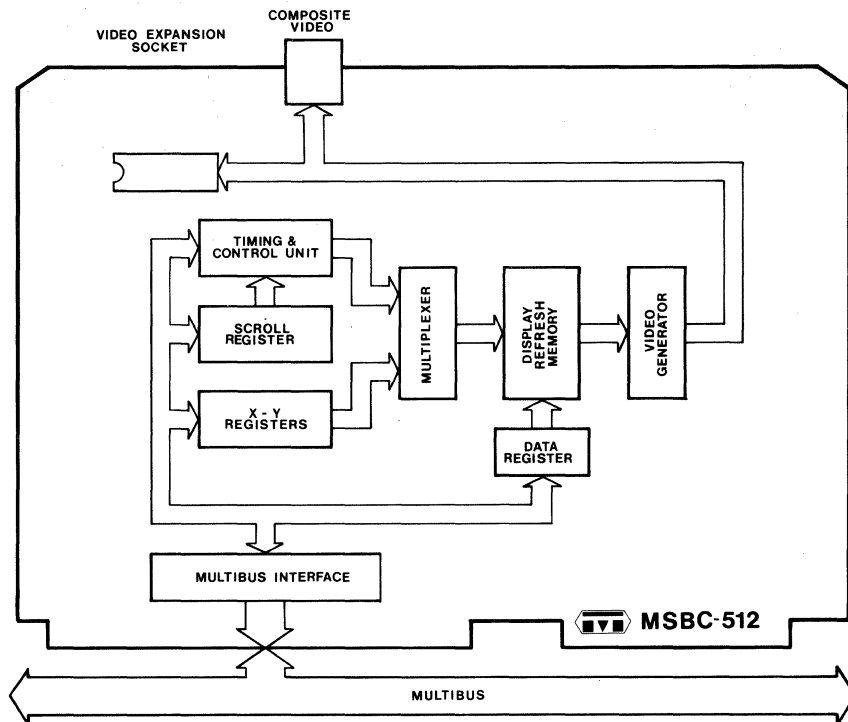 COMPOSITE
VIDEO
VIDEO EXPANSION
SOCKET
TIMING &
CONTROL UNIT
SCROLL
REGISTER
X - Y
REGISTERS
MULTIPLEXER
DISPLAY
REFRESH
MEMORY
VIDEO
GENERATOR
DATA
REGISTER
MULTIBUS INTERFACE
MSBC-512
MULTIBUS